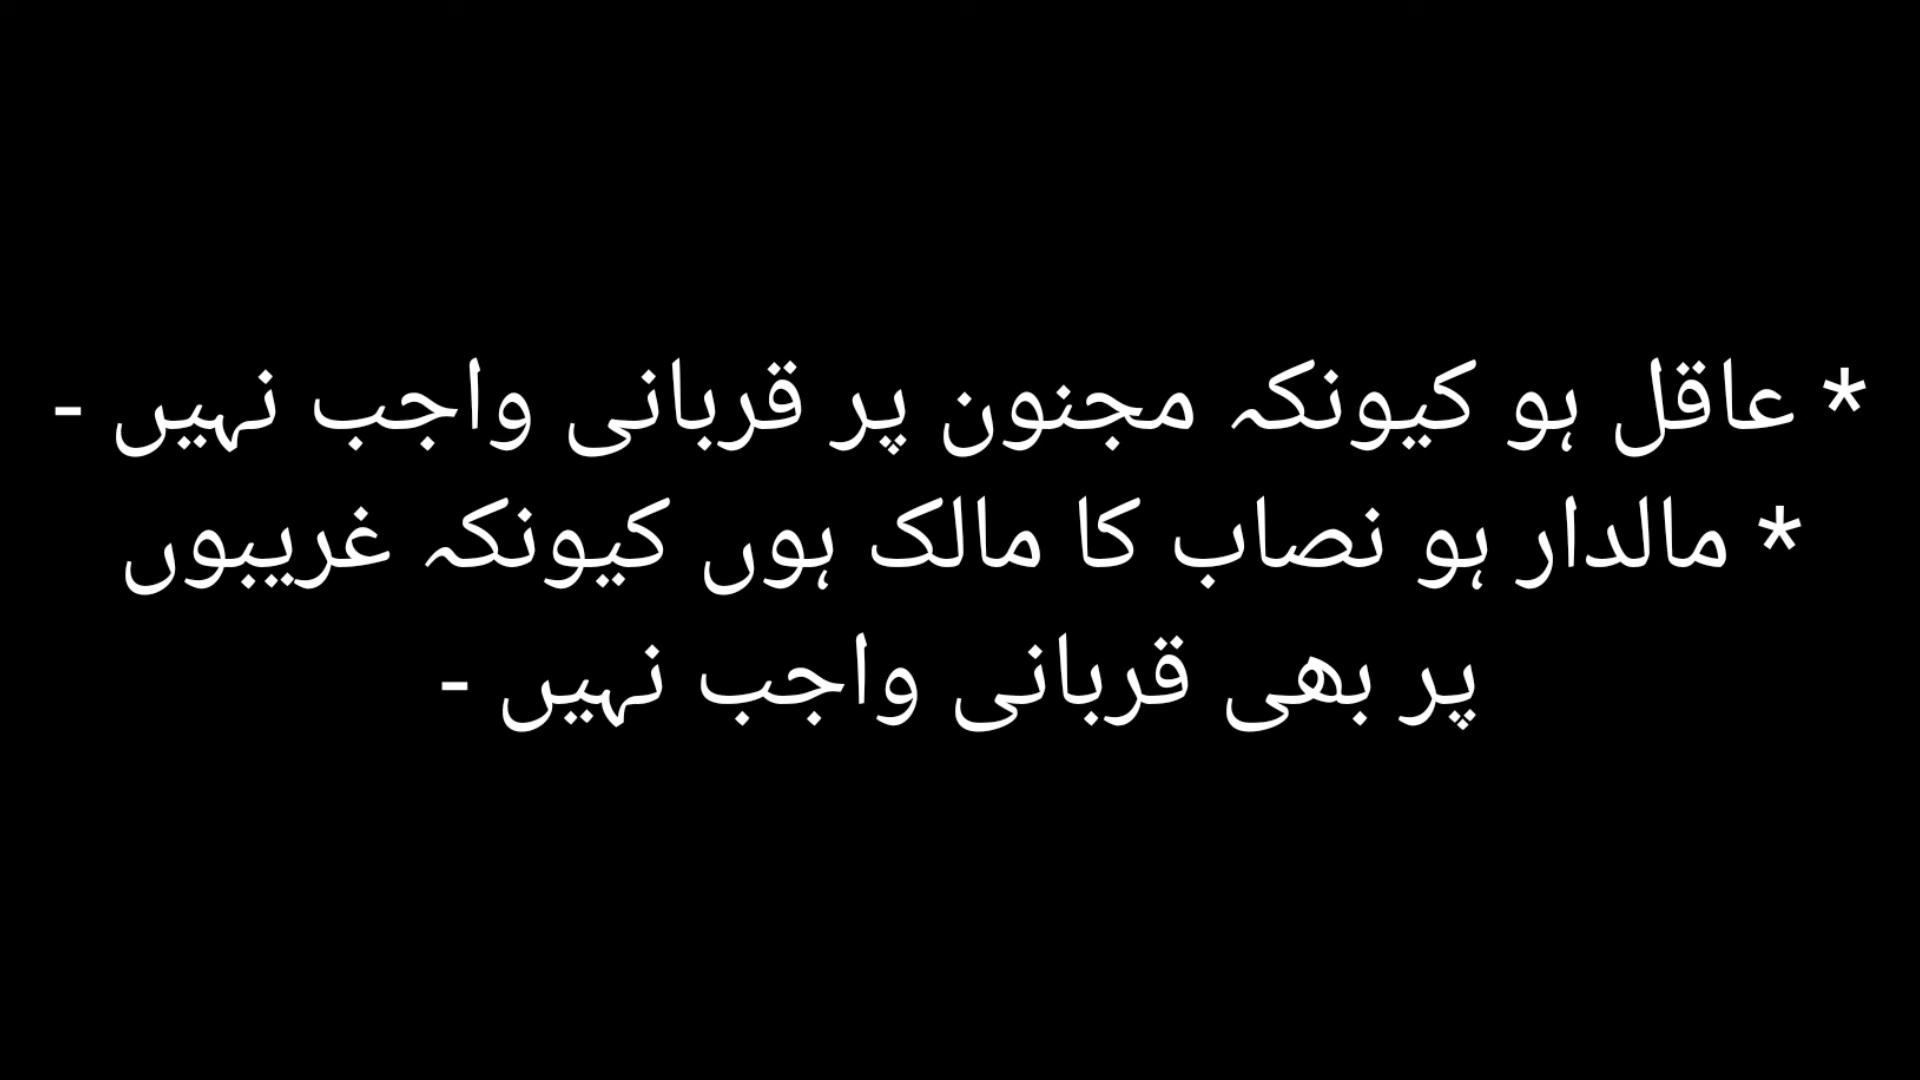 * عاقل ہو کیونکہ مجنون پر قربانی واجب نہیں -
* مالدار ہو نصاب کا مالک ہوں کیونکہ غریبوں
پر بھی قربانی واجب نہیں -